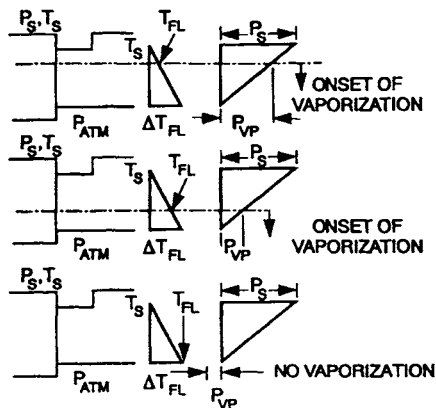 P_S,T_S T_FL P_S
T_S
ONSET OF
VAPORIZATION
P_ATM ΔT_FL P_VP
P_S,T_S T_FL P_S
T_S
ONSET OF
VAPORIZATION
P_ATM ΔT_FL P_VP
P_S,T_S T_FL P_S
T_S
P_ATM ΔT_FL NO VAPORIZATION
P_VP